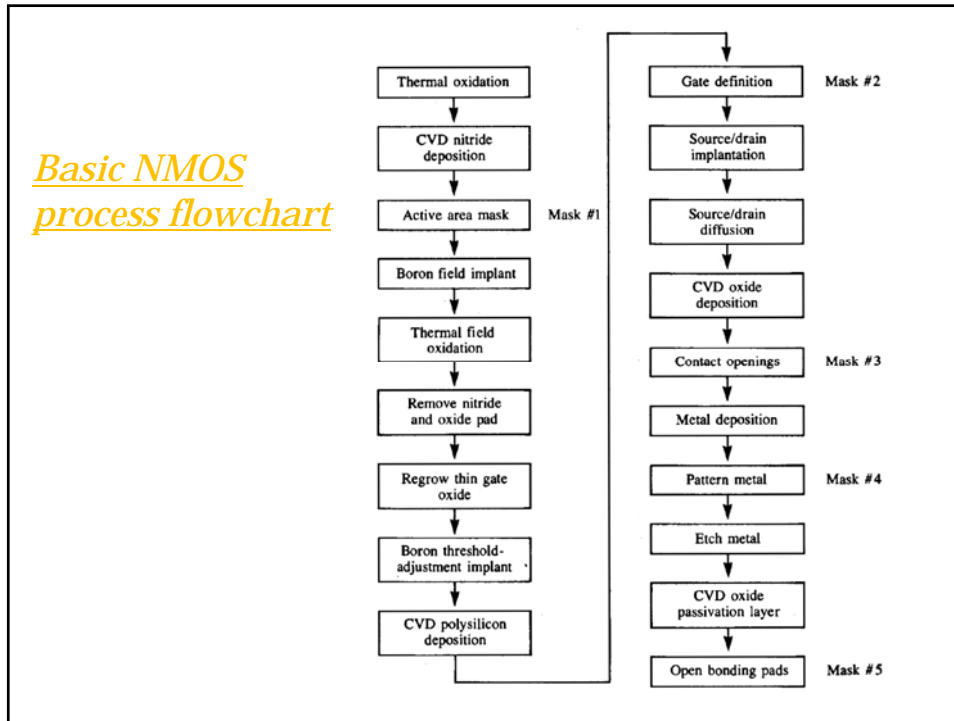 Basic NMOS
process flowchart
Thermal oxidation
CVD nitride
deposition
Active area mask
Mask #1
Boron field implant
Thermal field
oxidation
Remove nitride
and oxide pad
Regrow thin gate
oxide
Boron threshold-
adjustment implant
CVD polysilicon
deposition
Gate definition
Mask #2
Source/drain
implantation
Source/drain
diffusion
CVD oxide
deposition
Contact openings
Mask #3
Metal deposition
Pattern metal
Mask #4
Etch metal
CVD oxide
passivation layer
Open bonding pads
Mask #5